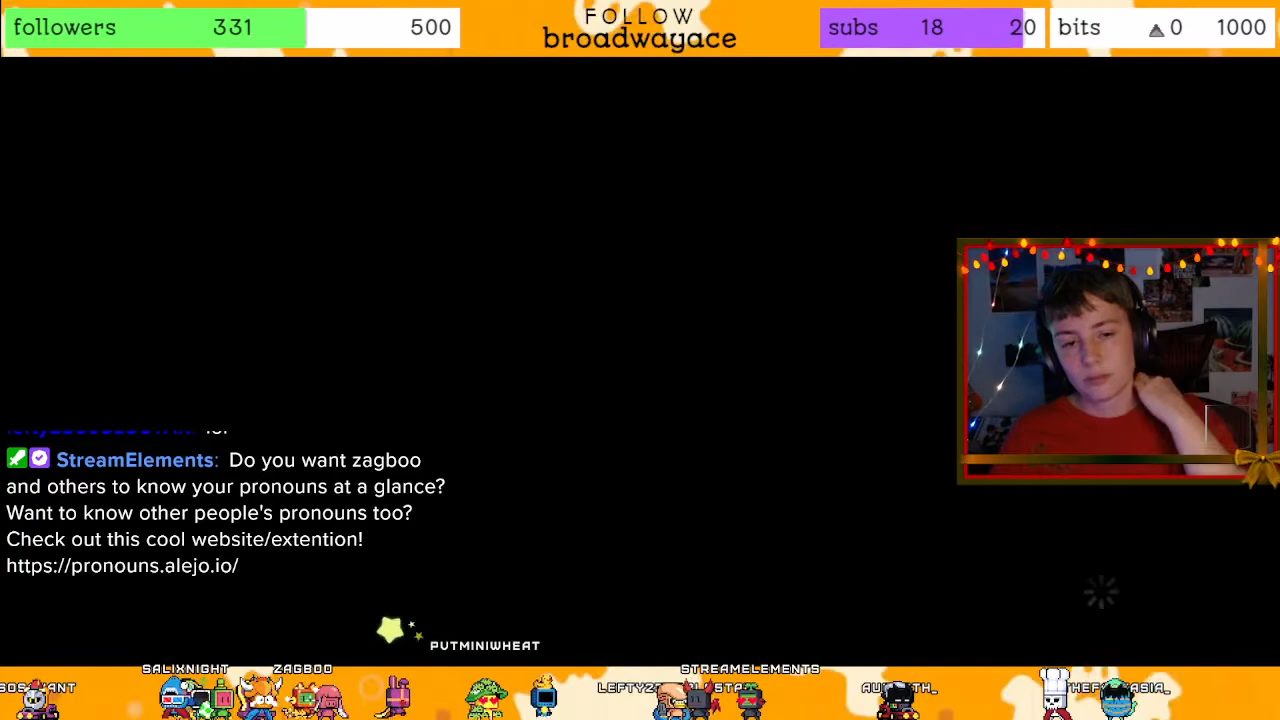 followers 331 500
FOLLOW
broadwayace
subs 18 20
bits 0 1000
StreamElements: Do you want zagboo
and others to know your pronouns at a glance?
Want to know other people's pronouns too?
Check out this cool website/extention!
https://pronouns.alejo.io/
PUTMINIWHEAT
SALIXNIGHT ZAGBOO STREAMELEMENTS